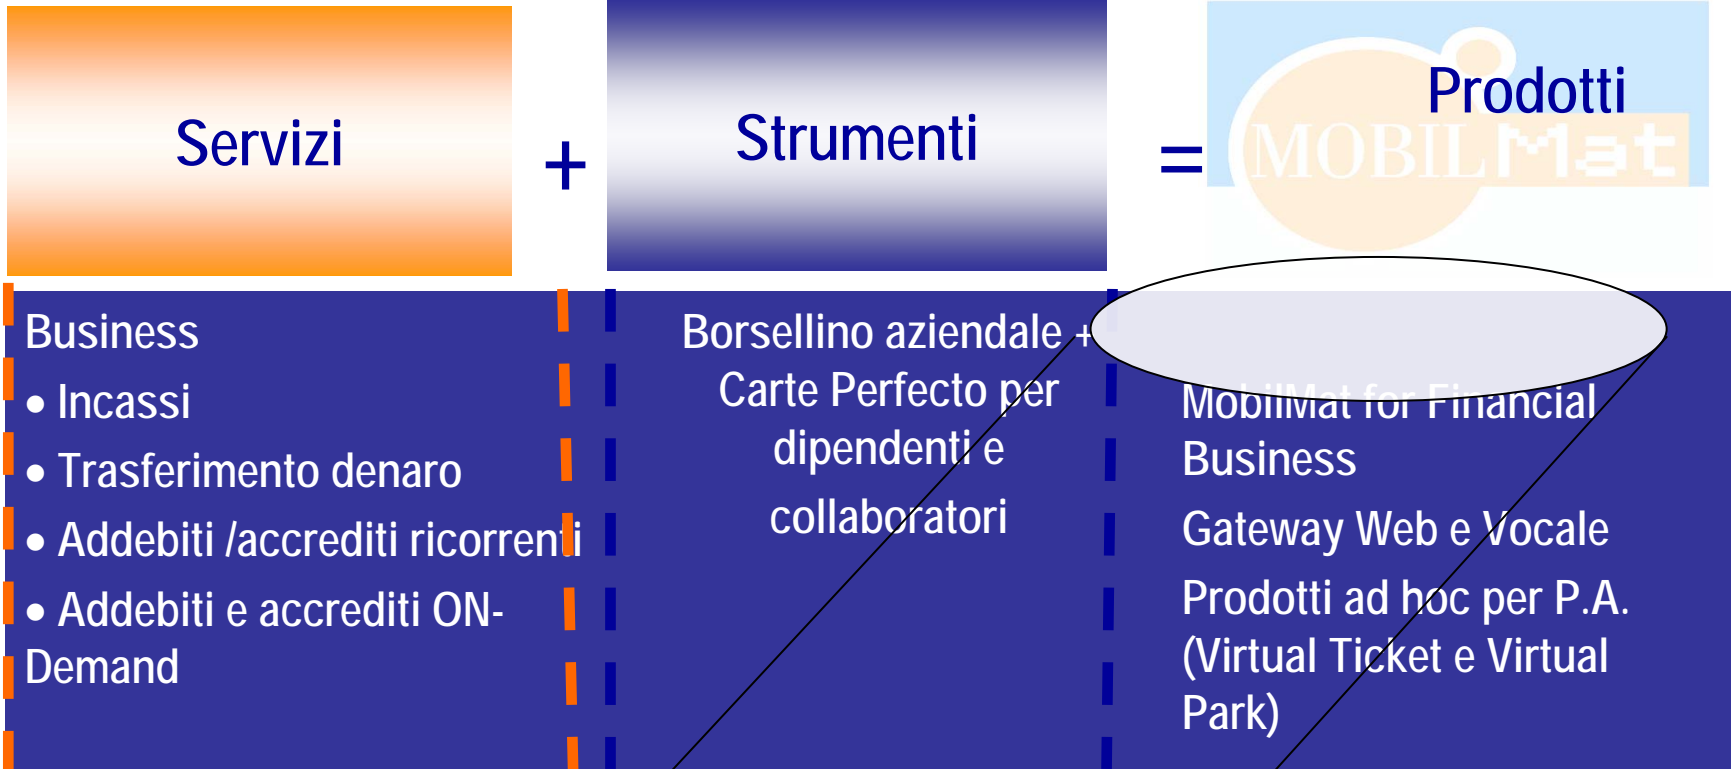 Servizi
+
Strumenti
=
Prodotti
MOBILMat
Business
• Incassi
• Trasferimento denaro
• Addebiti /accrediti ricorrenti
• Addebiti e accrediti ON-
Demand
Borsellino aziendale +
Carte Perfecto per
dipendenti e
collaboratori
MobilMat for Financial
Business
Gateway Web e Vocale
Prodotti ad hoc per P.A.
(Virtual Ticket e Virtual
Park)